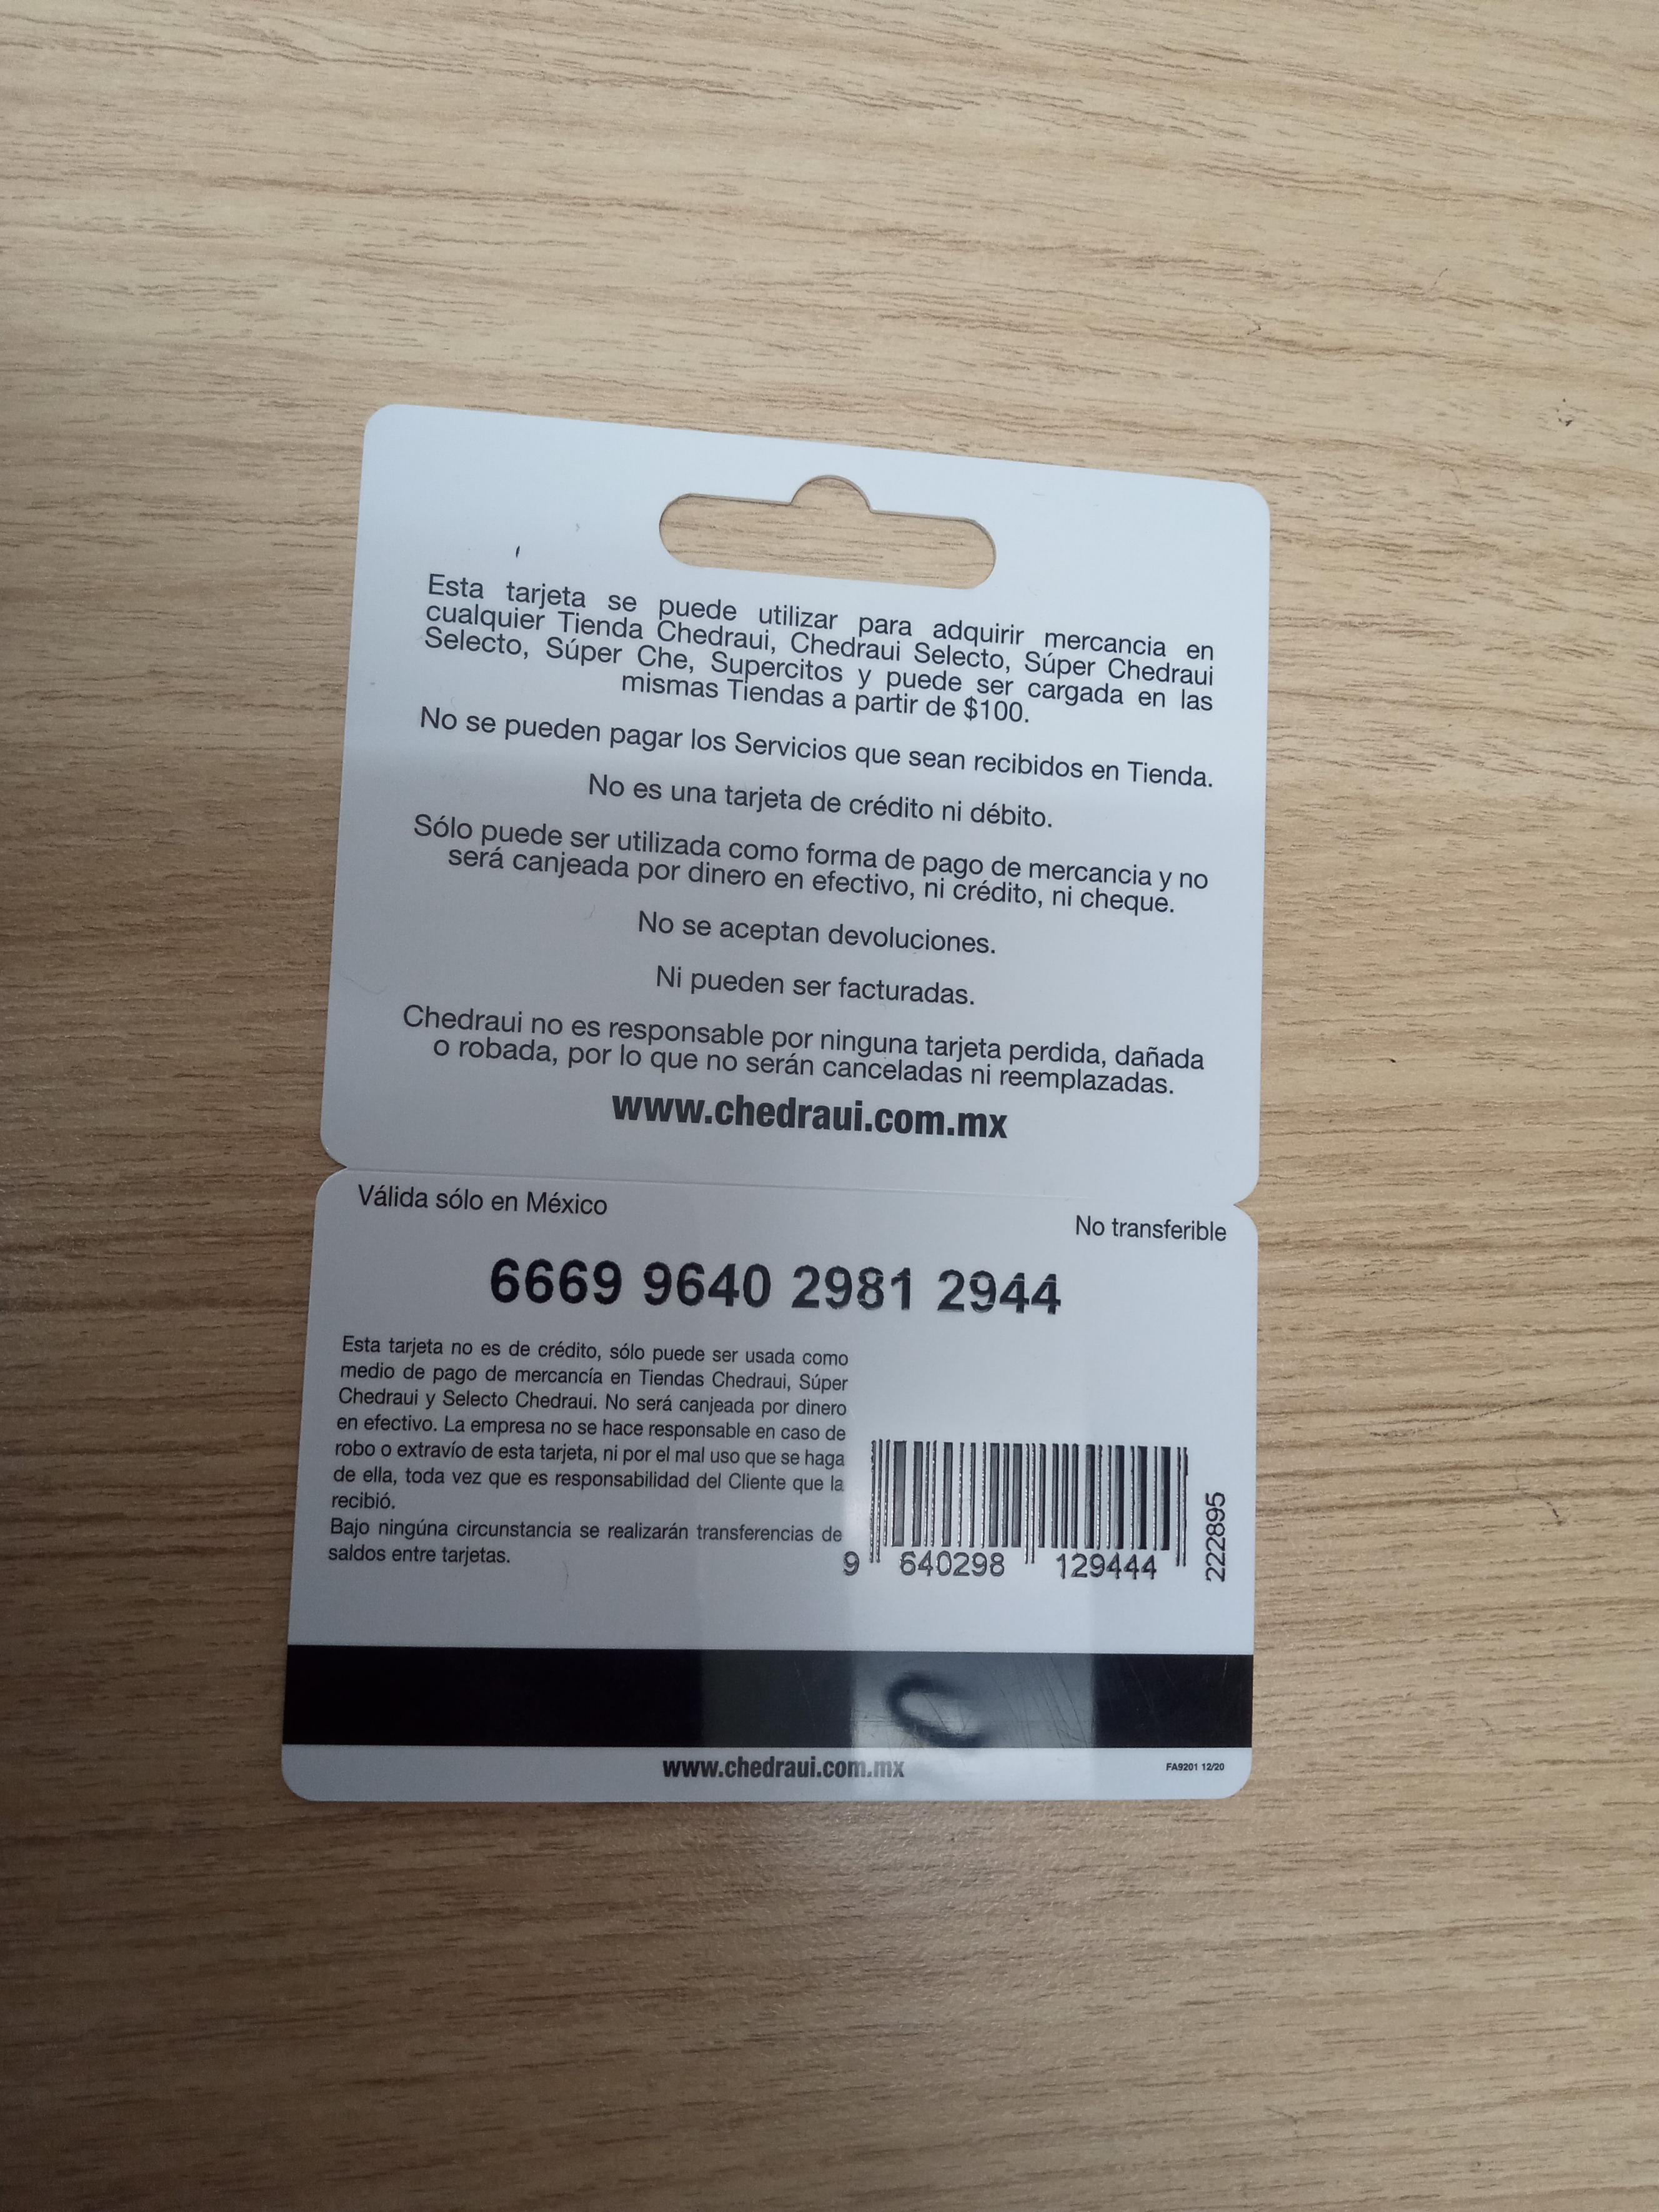 Esta tarjeta se puede utilizar para adquirir mercancia en
cualquier Tienda Chedraui, Chedraui Selecto, Súper Chedraui
Selecto, Súper Che, Supercitos y puede ser cargada en las
mismas Tiendas a partir de $100.
No se pueden pagar los Servicios que sean recibidos en Tienda.
No es una tarjeta de crédito ni débito.
Sólo puede ser utilizada como forma de pago de mercancia y no
será canjeada por dinero en efectivo, ni crédito, ni cheque.
No se aceptan devoluciones.
Ni pueden ser facturadas.
Chedraui no es responsable por ninguna tarjeta perdida, dañada
o robada, por lo que no serán canceladas ni reemplazadas.
www.chedraui.com.mx
Válida sólo en México
No transferible
6669 9640 2981 2944
Esta tarjeta no es de crédito, sólo puede ser usada como
medio de pago de mercancía en Tiendas Chedraui, Súper
Chedraui y Selecto Chedraui. No será canjeada por dinero
en efectivo. La empresa no se hace responsable en caso de
robo o extravío de esta tarjeta, ni por el mal uso que se haga
de ella, toda vez que es responsabilidad del Cliente que la
recibió.
Bajo ningúna circunstancia se realizarán transferencias de
saldos entre tarjetas.
9 640298 129444
222895
www.chedraui.com.mx
FA9201 12/20